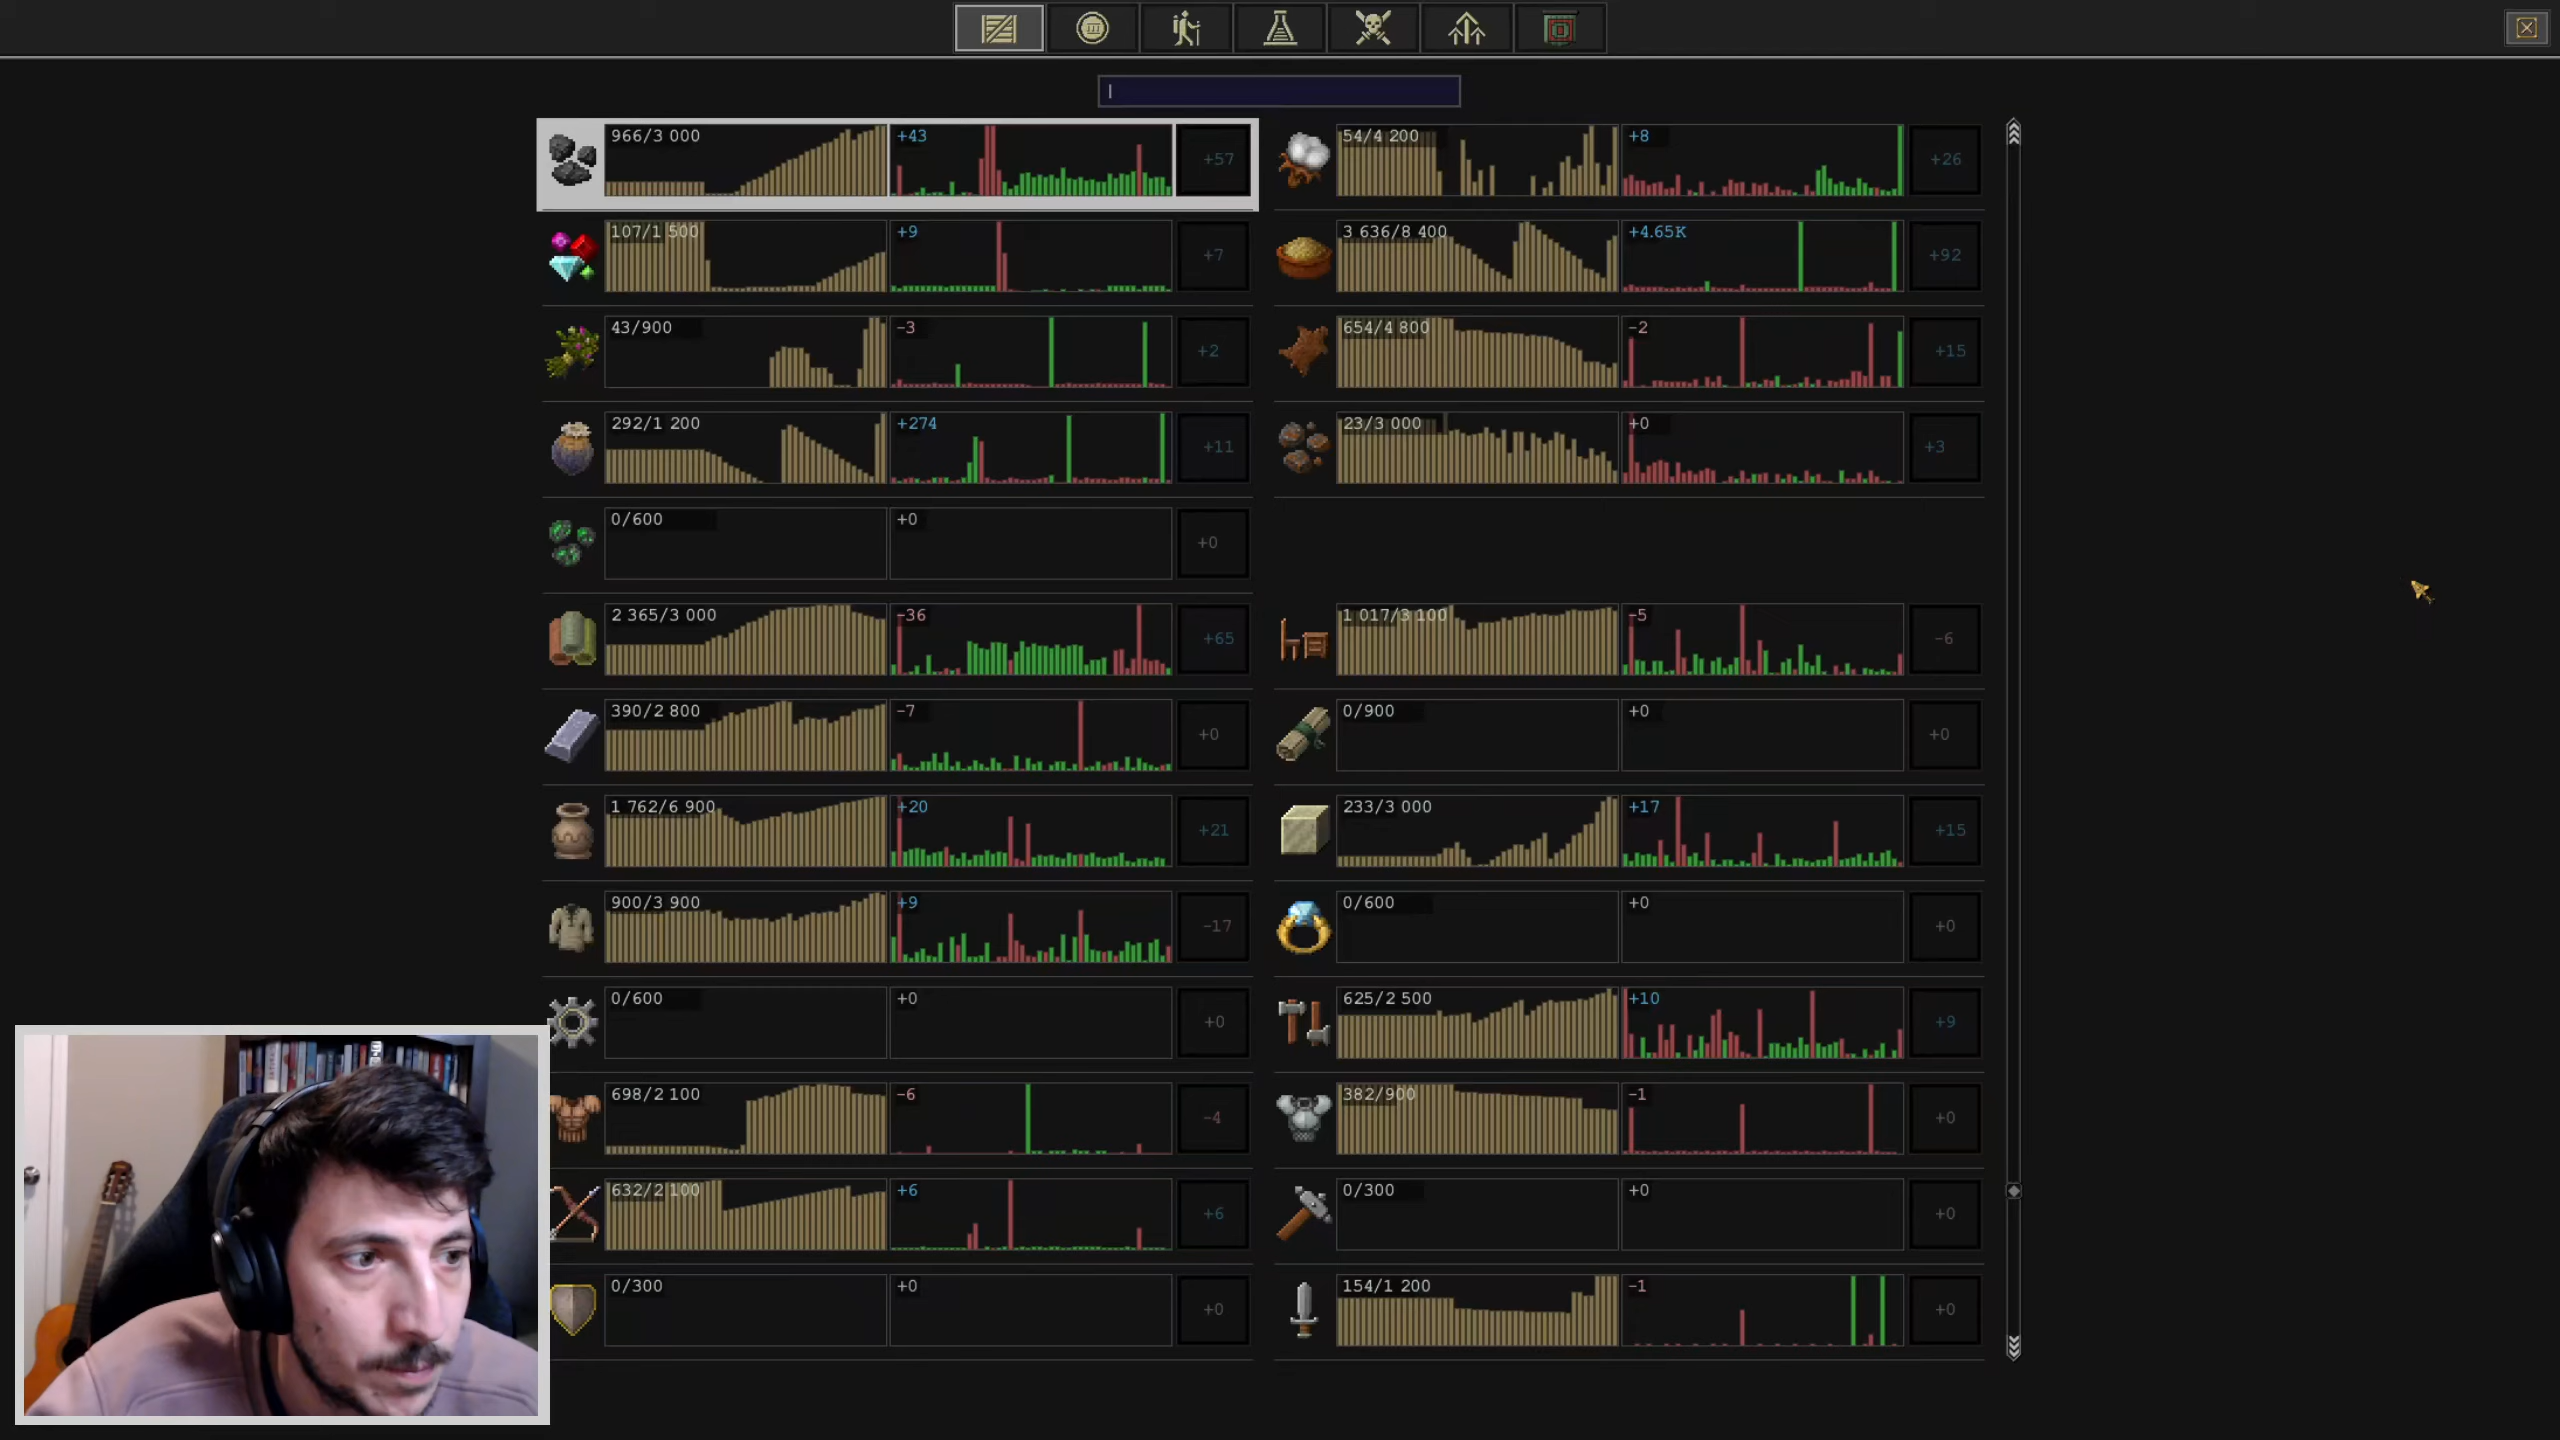 966/3 000 +43 +57 54/4 200 +8 +26
107/1 500 +9 +7 3 636/8 400 +4.65K +92
43/900 -3 +2 654/4 800 -2 +15
292/1 200 +274 +11 23/3 000 +0 +3
0/600 +0 +0
2 365/3 000 -36 +65 1 017/3 100 -5 -6
390/2 800 -7 +0 0/900 +0 +0
1 762/6 900 +20 +21 233/3 000 +17 +15
900/3 900 +9 -17 0/600 +0 +0
0/600 +0 +0 625/2 500 +10 +9
698/2 100 -6 -4 382/900 -1 +0
632/2 100 +6 +6 0/300 +0 +0
0/300 +0 +0 154/1 200 -1 +0